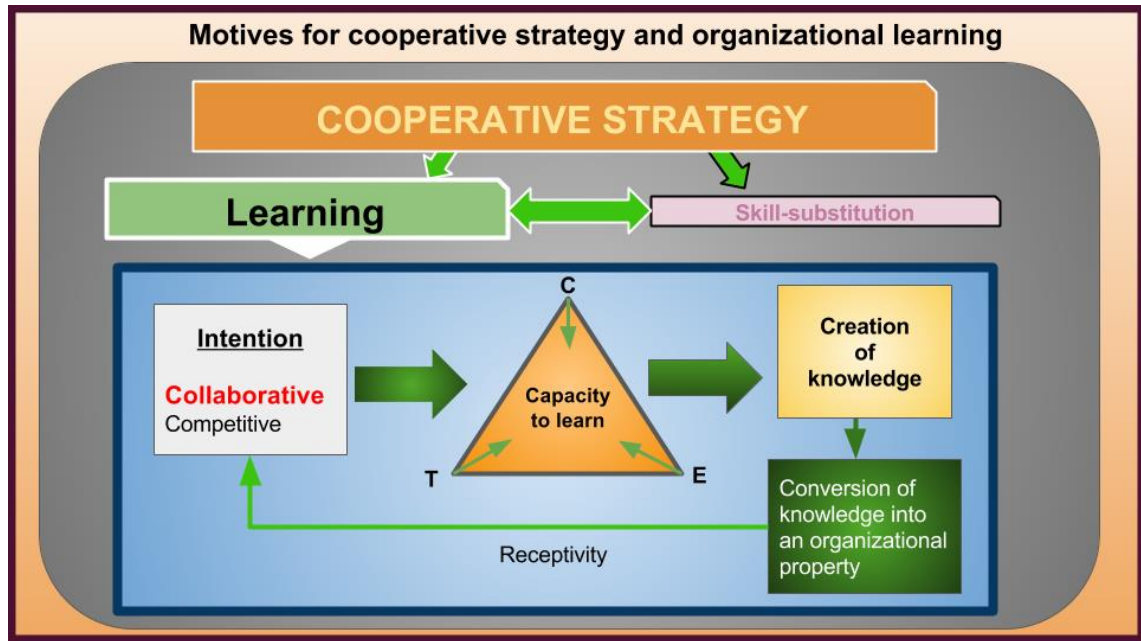 Motives for cooperative strategy and organizational learning
COOPERATIVE STRATEGY
Learning
Skill-substitution
Intention
Collaborative
Competitive
C
Capacity
to learn
T
E
Creation
of
knowledge
Conversion of
knowledge into
an organizational
property
Receptivity